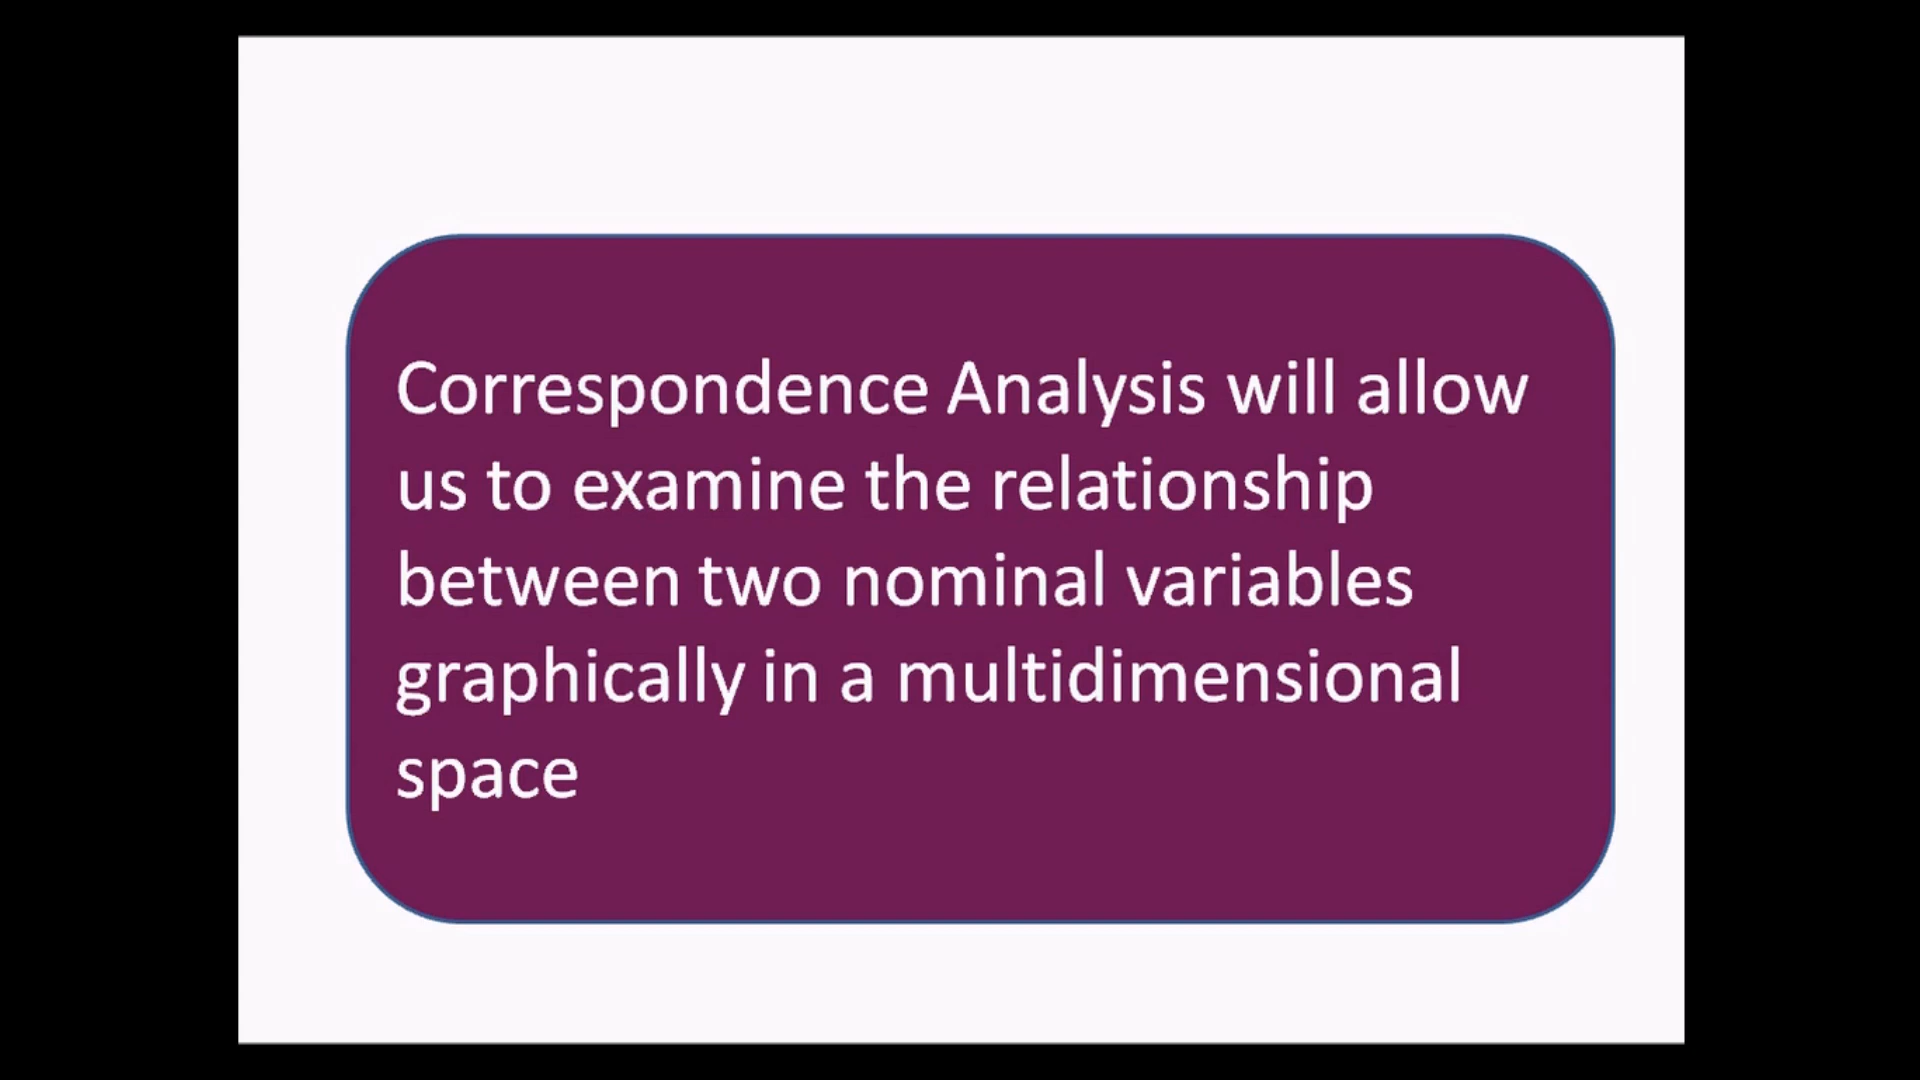 Correspondence Analysis will allow
us to examine the relationship
between two nominal variables
graphically in a multidimensional
space